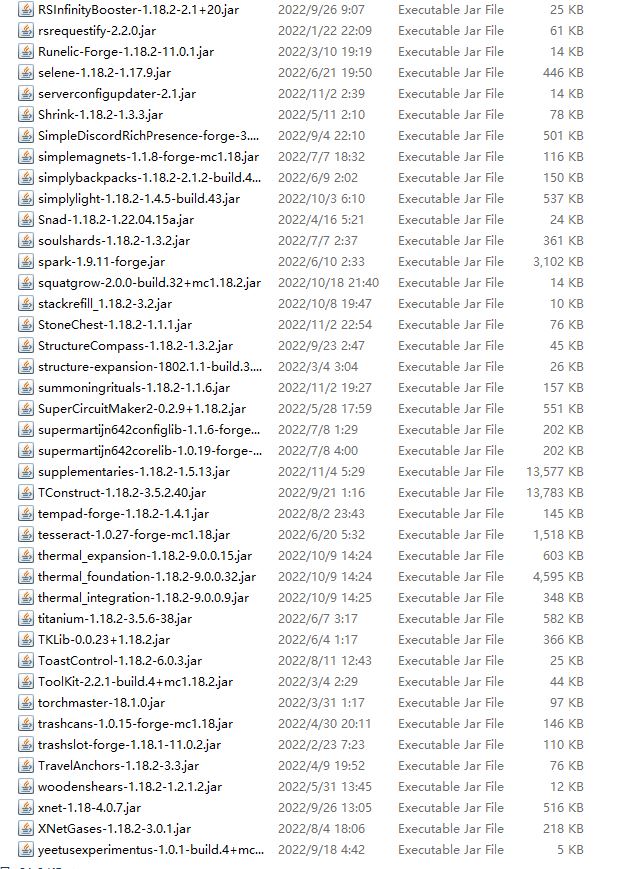 RSInfinityBooster-1.18.2-2.1+20.jar 2022/9/26 9:07 Executable Jar File 25 KB
rsrequestify-2.2.0.jar 2022/1/22 22:09 Executable Jar File 61 KB
Runelic-Forge-1.18.2-11.0.1.jar 2022/3/10 19:19 Executable Jar File 14 KB
selene-1.18.2-1.17.9.jar 2022/6/21 19:50 Executable Jar File 446 KB
serverconfigupdater-2.1.jar 2022/11/2 2:39 Executable Jar File 14 KB
Shrink-1.18.2-1.3.3.jar 2022/5/11 2:10 Executable Jar File 78 KB
SimpleDiscordRichPresence-forge-3.... 2022/9/4 22:10 Executable Jar File 501 KB
simplemagnets-1.1.8-forge-mc1.18.jar 2022/7/7 18:32 Executable Jar File 116 KB
simplybackpacks-1.18.2-2.1.2-build.4... 2022/6/9 2:02 Executable Jar File 150 KB
simplylight-1.18.2-1.4.5-build.43.jar 2022/10/3 6:10 Executable Jar File 537 KB
Snad-1.18.2-1.22.04.15a.jar 2022/4/16 5:21 Executable Jar File 24 KB
soulshards-1.18.2-1.3.2.jar 2022/7/7 2:37 Executable Jar File 361 KB
spark-1.9.11-forge.jar 2022/6/10 2:33 Executable Jar File 3,102 KB
squatgrow-2.0.0-build.32+mc1.18.2.jar 2022/10/18 21:40 Executable Jar File 14 KB
stackrefill_1.18.2-3.2.jar 2022/10/8 19:47 Executable Jar File 10 KB
StoneChest-1.18.2-1.1.1.jar 2022/11/2 22:54 Executable Jar File 76 KB
StructureCompass-1.18.2-1.3.2.jar 2022/9/23 2:47 Executable Jar File 45 KB
structure-expansion-1802.1.1-build.3.... 2022/3/4 3:04 Executable Jar File 26 KB
summoningrituals-1.18.2-1.1.6.jar 2022/11/2 19:27 Executable Jar File 157 KB
SuperCircuitMaker2-0.2.9+1.18.2.jar 2022/5/28 17:59 Executable Jar File 551 KB
supermartijn642configlib-1.1.6-forge... 2022/7/8 1:29 Executable Jar File 202 KB
supermartijn642corelib-1.0.19-forge-... 2022/7/8 4:00 Executable Jar File 202 KB
supplementaries-1.18.2-1.5.13.jar 2022/11/4 5:29 Executable Jar File 13,577 KB
TConstruct-1.18.2-3.5.2.40.jar 2022/9/21 1:16 Executable Jar File 13,783 KB
tempad-forge-1.18.2-1.4.1.jar 2022/8/2 23:43 Executable Jar File 145 KB
tesseract-1.0.27-forge-mc1.18.jar 2022/6/20 5:32 Executable Jar File 1,518 KB
thermal_expansion-1.18.2-9.0.0.15.jar 2022/10/9 14:24 Executable Jar File 603 KB
thermal_foundation-1.18.2-9.0.0.32.jar 2022/10/9 14:24 Executable Jar File 4,595 KB
thermal_integration-1.18.2-9.0.0.9.jar 2022/10/9 14:25 Executable Jar File 348 KB
titanium-1.18.2-3.5.6-38.jar 2022/6/7 3:17 Executable Jar File 582 KB
TKLib-0.0.23+1.18.2.jar 2022/6/4 1:17 Executable Jar File 366 KB
ToastControl-1.18.2-6.0.3.jar 2022/8/11 12:43 Executable Jar File 25 KB
ToolKit-2.2.1-build.4+mc1.18.2.jar 2022/3/4 2:29 Executable Jar File 44 KB
torchmaster-18.1.0.jar 2022/3/31 1:17 Executable Jar File 97 KB
trashcans-1.0.15-forge-mc1.18.jar 2022/4/30 20:11 Executable Jar File 146 KB
trashslot-forge-1.18.1-11.0.2.jar 2022/2/23 7:23 Executable Jar File 110 KB
TravelAnchors-1.18.2-3.3.jar 2022/4/9 19:52 Executable Jar File 76 KB
woodenshears-1.18.2-1.2.1.2.jar 2022/5/31 13:45 Executable Jar File 12 KB
xnet-1.18-4.0.7.jar 2022/9/26 13:05 Executable Jar File 516 KB
XNetGases-1.18.2-3.0.1.jar 2022/8/4 18:06 Executable Jar File 218 KB
yeetusexperimentus-1.0.1-build.4+mc... 2022/9/18 4:42 Executable Jar File 5 KB